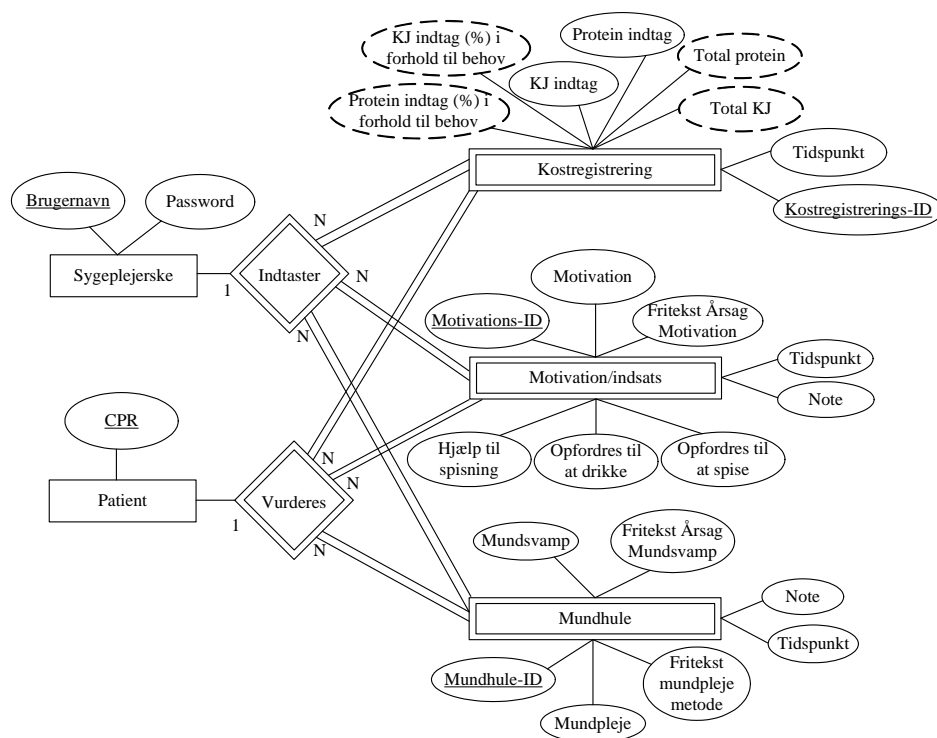 KJ indtag (%) i
forhold til behov
Protein indtag
Total protein
KJ indtag
Protein indtag (%) i
forhold til behov
Total KJ
Kostregistrering
Tidspunkt
Kostregistrerings-ID
Brugernavn
Password
Sygeplejerske
1
Indtaster
N
N
N
Motivation
Motivations-ID
Fritekst Årsag
Motivation
Motivation/indsats
Tidspunkt
Note
Hjælp til
spisning
Opfordres til
at drikke
Opfordres til
at spise
CPR
Patient
1
Vurderes
N
N
N
N
Mundsvamp
Fritekst Årsag
Mundsvamp
Mundhule
Note
Tidspunkt
Mundhule-ID
Mundpleje
Fritekst
mundpleje
metode